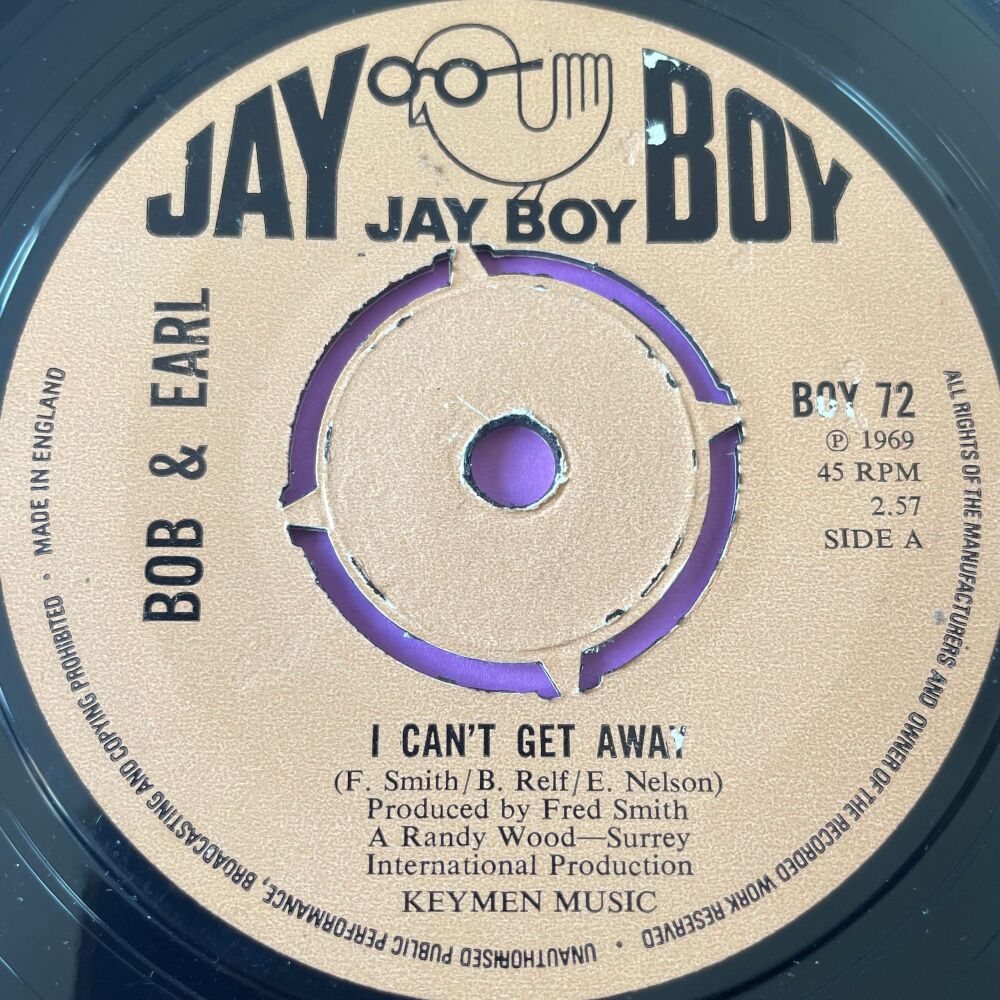 JAY BOY
JAY BOY
BOB & EARL
BOY 72
℗ 1969
45 RPM
2.57
SIDE A
I CAN'T GET AWAY
(F. Smith/B. Relf/E. Nelson)
Produced by Fred Smith
A Randy Wood—Surrey
International Production
KEYMEN MUSIC
ALL RIGHTS OF THE MANUFACTURERS AND OWNER OF THE RECORDED WORK RESERVED • UNAUTHORISED PUBLIC PERFORMANCE, BROADCASTING AND COPYING PROHIBITED • MADE IN ENGLAND